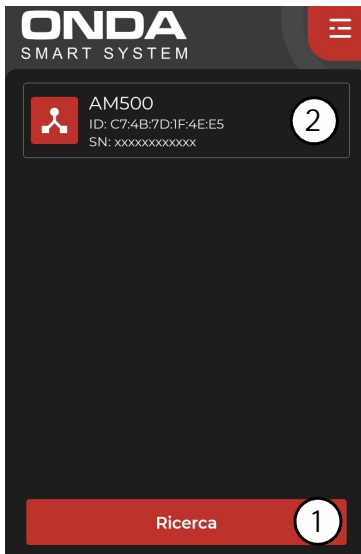 ONDA
SMART SYSTEM
AM500
ID: C7:4B:7D:1F:4E:E5
SN: xxxxxxxxxxxx
2
Ricerca
1